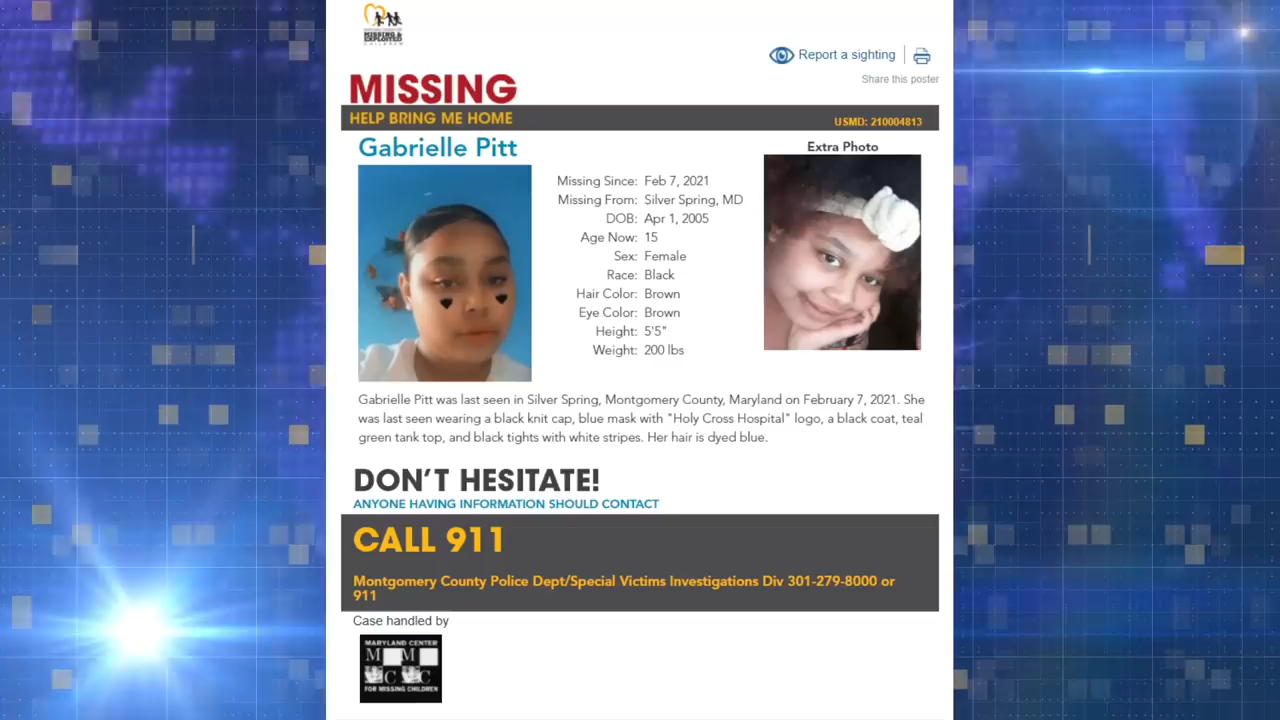 MISSING &
EXPLOITED
CHILDREN
Report a sighting
Share this poster
MISSING
HELP BRING ME HOME
USMD: 210004813
Gabrielle Pitt
Extra Photo
Missing Since: Feb 7, 2021
Missing From: Silver Spring, MD
DOB: Apr 1, 2005
Age Now: 15
Sex: Female
Race: Black
Hair Color: Brown
Eye Color: Brown
Height: 5'5"
Weight: 200 lbs
Gabrielle Pitt was last seen in Silver Spring, Montgomery County, Maryland on February 7, 2021. She
was last seen wearing a black knit cap, blue mask with "Holy Cross Hospital" logo, a black coat, teal
green tank top, and black tights with white stripes. Her hair is dyed blue.
DON'T HESITATE!
ANYONE HAVING INFORMATION SHOULD CONTACT
CALL 911
Montgomery County Police Dept/Special Victims Investigations Div 301-279-8000 or
911
Case handled by
MARYLAND CENTER
M M
C C
FOR MISSING CHILDREN